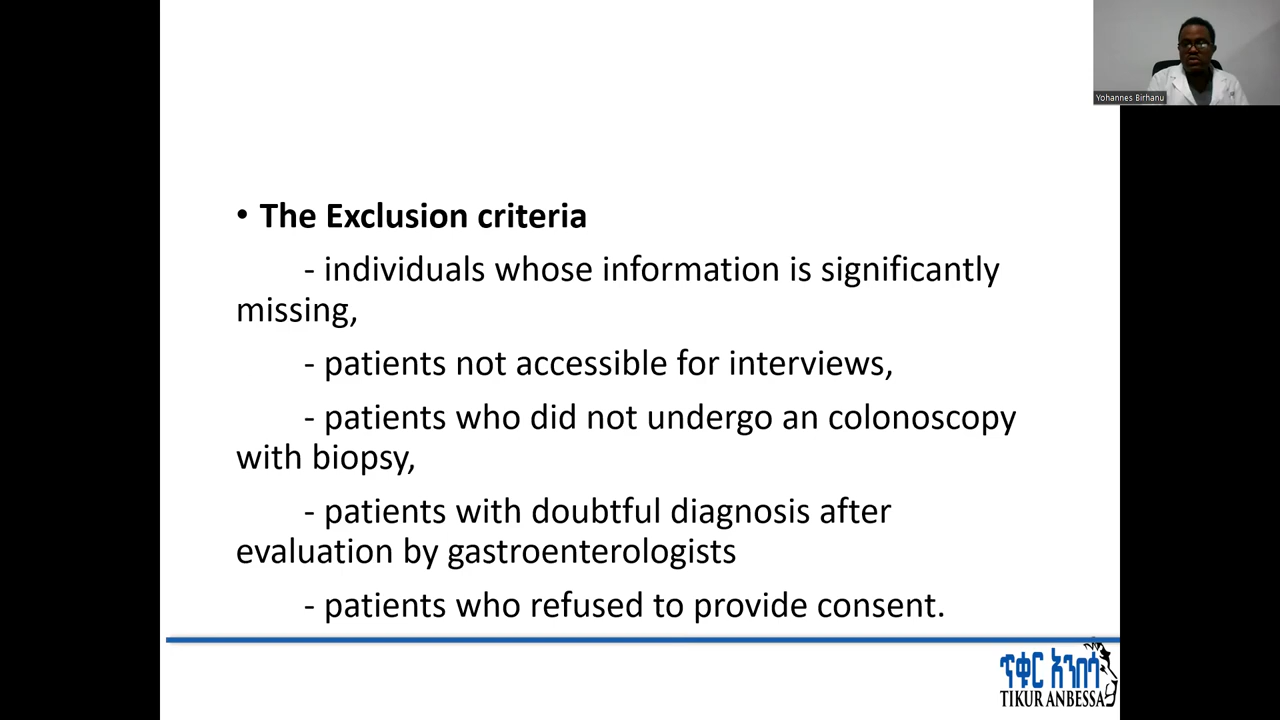 Yohannes Birhanu
• The Exclusion criteria
- individuals whose information is significantly
missing,
- patients not accessible for interviews,
- patients who did not undergo an colonoscopy
with biopsy,
- patients with doubtful diagnosis after
evaluation by gastroenterologists
- patients who refused to provide consent.
ጥቁር አንበሳ
TIKUR ANBESSA